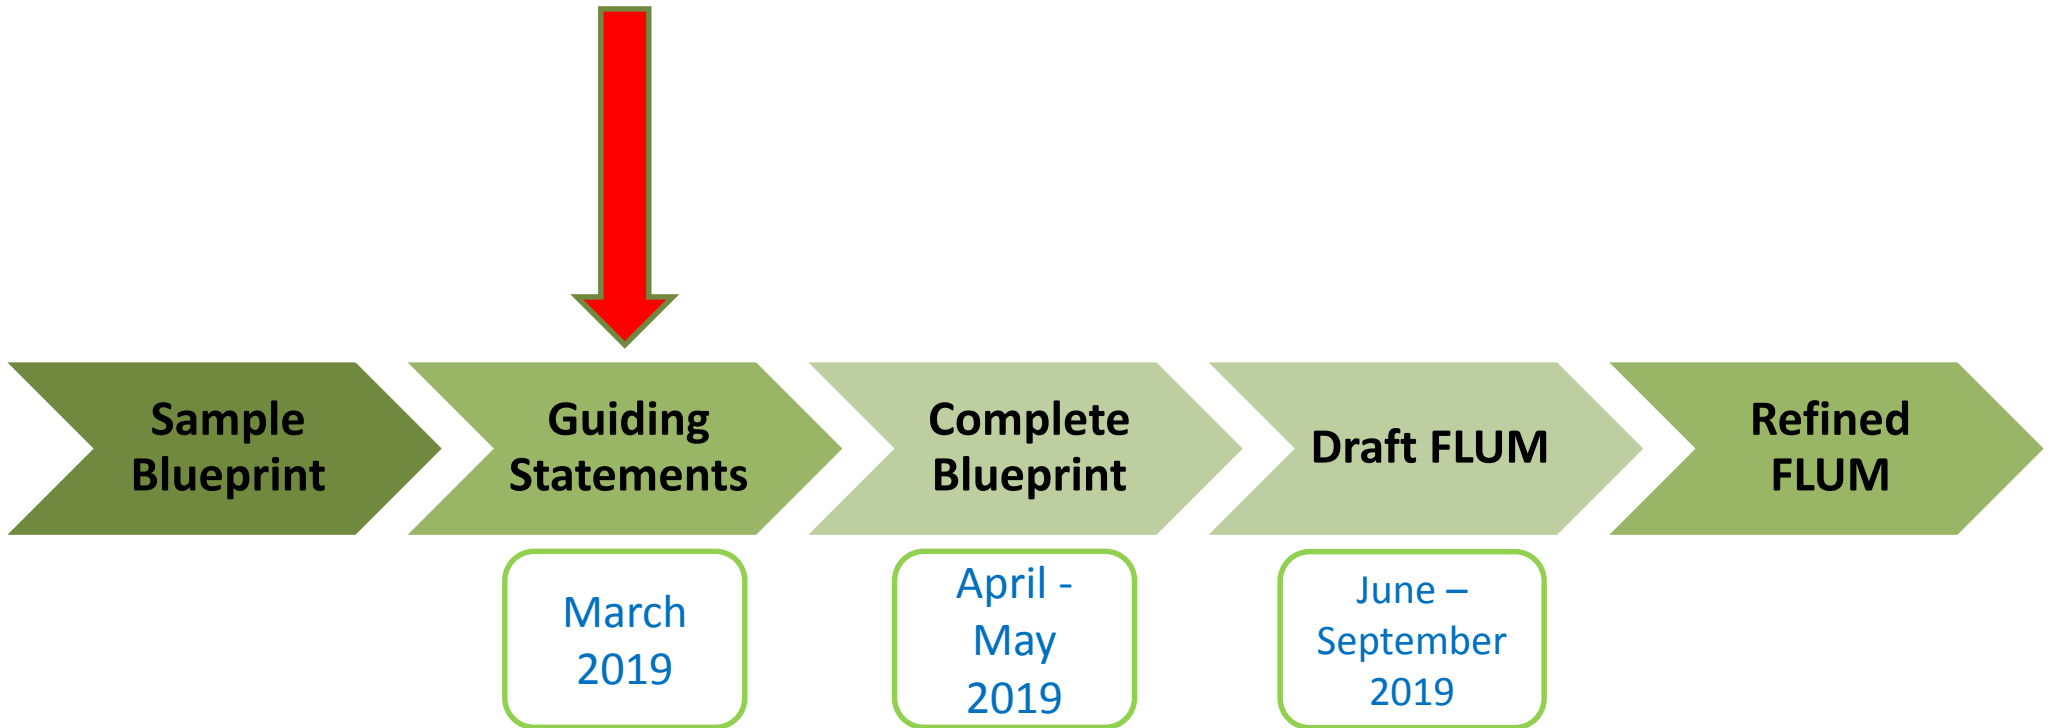 Sample
Blueprint
Guiding
Statements
Complete
Blueprint
Draft FLUM
Refined
FLUM
March
2019
April -
May
2019
June –
September
2019